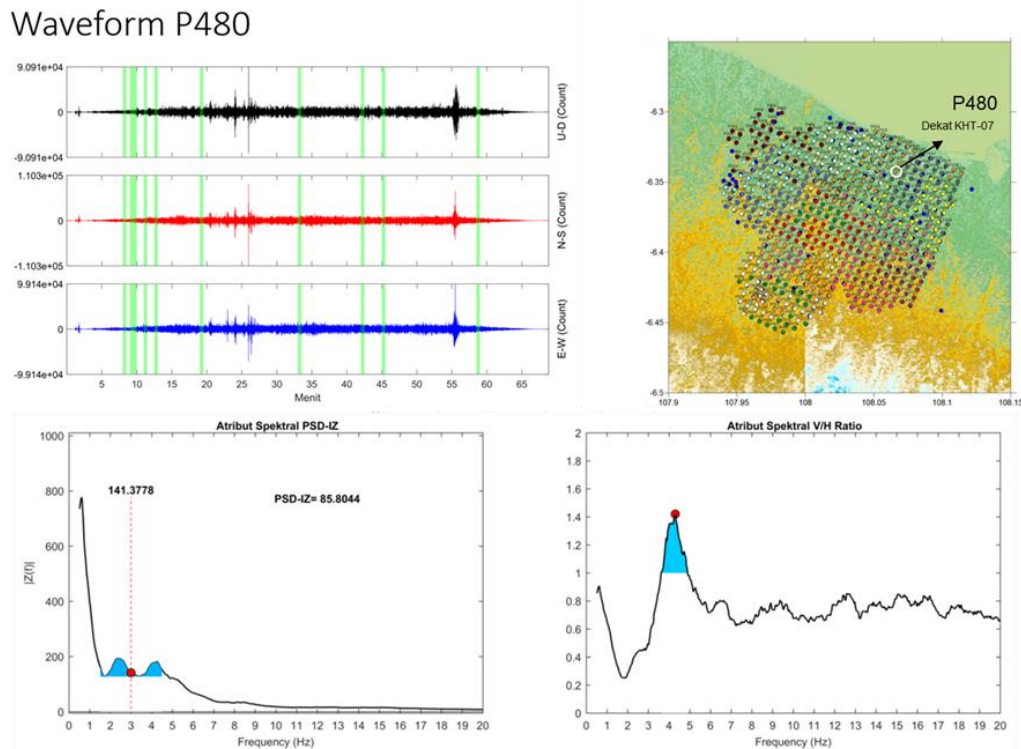 Waveform P480
9.091e+04
0
-9.091e+04
U-D (Count)
1.103e+05
0
-1.103e+05
N-S (Count)
9.914e+04
0
-9.914e+04
E-W (Count)
5 10 15 20 25 30 35 40 45 50 55 60 65
Menit
P480
Dekat KHT-07
-6.3
-6.35
-6.4
-6.45
-6.5
107.9 107.95 108 108.05 108.1 108.15
Atribut Spektral PSD-IZ
1000
800
600
400
200
0
|Z(f)|
141.3778
PSD-IZ= 85.8044
0 1 2 3 4 5 6 7 8 9 10 11 12 13 14 15 16 17 18 19 20
Frequency (Hz)
Atribut Spektral V/H Ratio
2
1.8
1.6
1.4
1.2
1
0.8
0.6
0.4
0.2
0
0 1 2 3 4 5 6 7 8 9 10 11 12 13 14 15 16 17 18 19 20
Frequency (Hz)